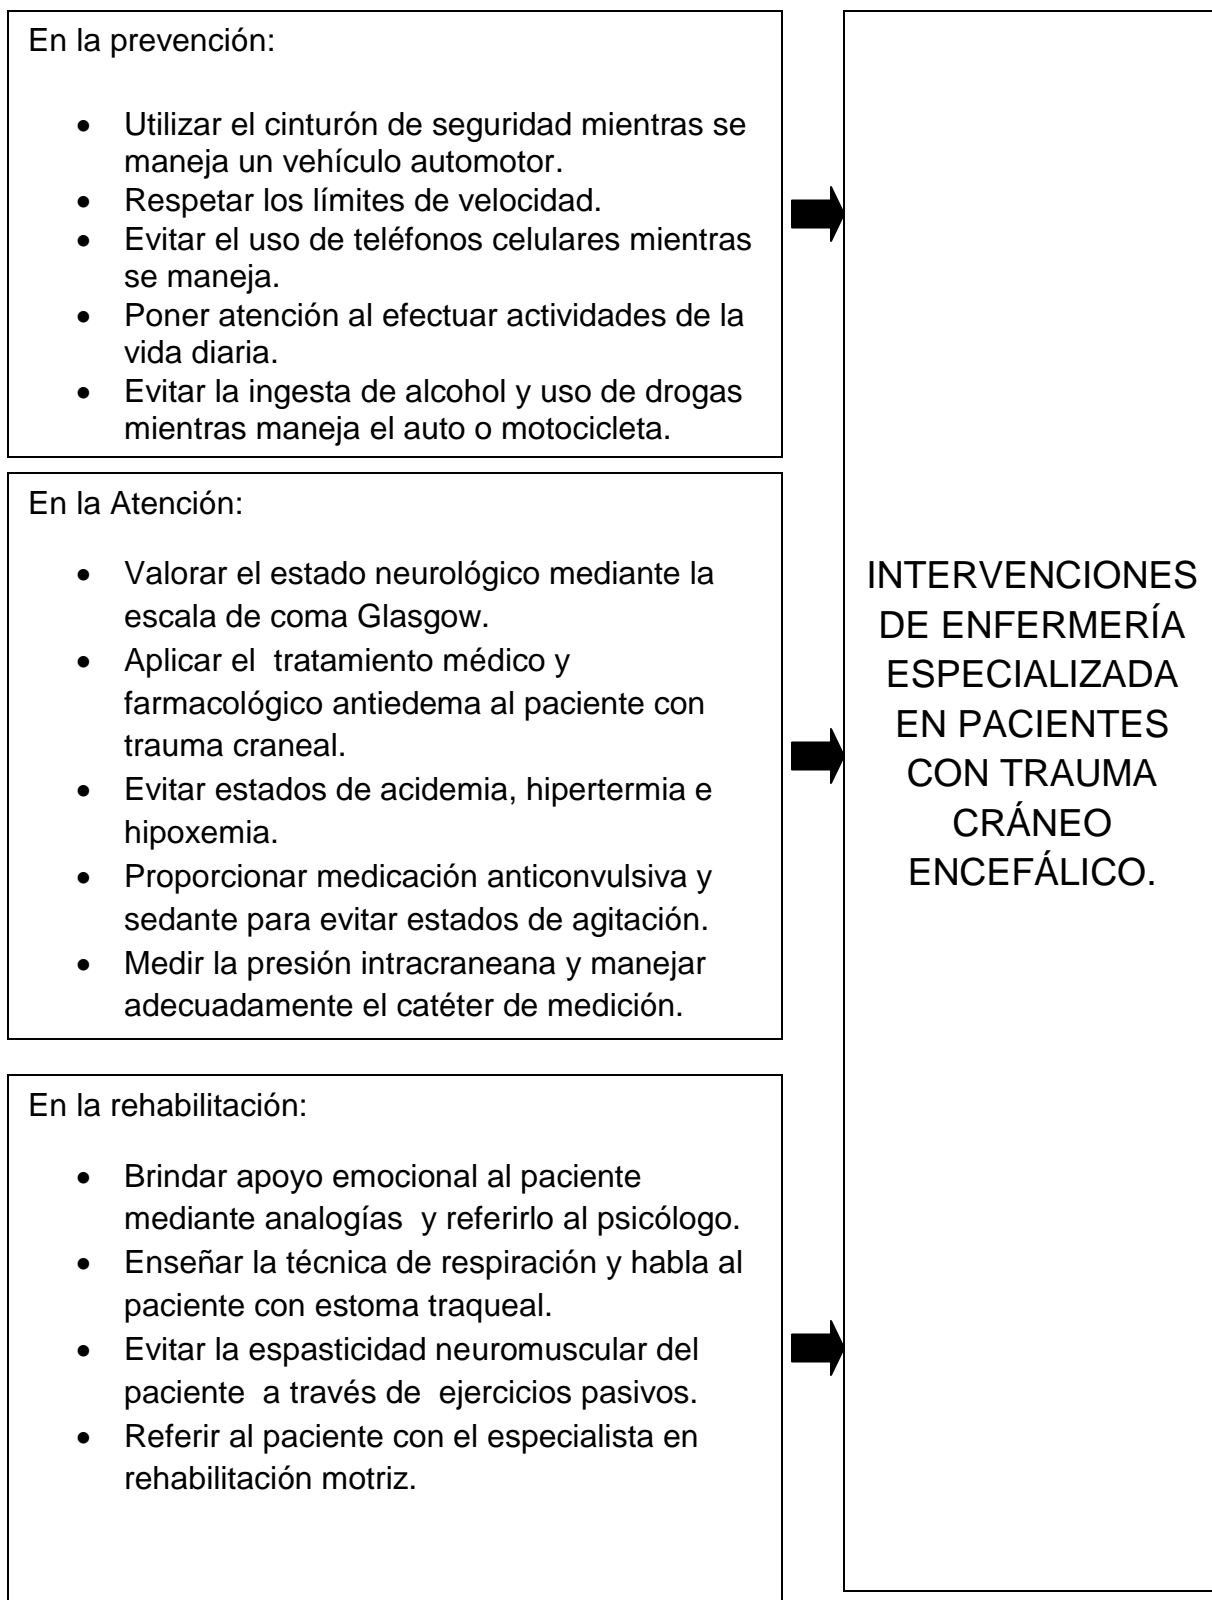 En la prevención:
• Utilizar el cinturón de seguridad mientras se
maneja un vehículo automotor.
• Respetar los límites de velocidad.
• Evitar el uso de teléfonos celulares mientras
se maneja.
• Poner atención al efectuar actividades de la
vida diaria.
• Evitar la ingesta de alcohol y uso de drogas
mientras maneja el auto o motocicleta.
En la Atención:
• Valorar el estado neurológico mediante la
escala de coma Glasgow.
• Aplicar el tratamiento médico y
farmacológico antiedema al paciente con
trauma craneal.
• Evitar estados de acidemia, hipertermia e
hipoxemia.
• Proporcionar medicación anticonvulsiva y
sedante para evitar estados de agitación.
• Medir la presión intracraneana y manejar
adecuadamente el catéter de medición.
En la rehabilitación:
• Brindar apoyo emocional al paciente
mediante analogías y referirlo al psicólogo.
• Enseñar la técnica de respiración y habla al
paciente con estoma traqueal.
• Evitar la espasticidad neuromuscular del
paciente a través de ejercicios pasivos.
• Referir al paciente con el especialista en
rehabilitación motriz.
INTERVENCIONES
DE ENFERMERÍA
ESPECIALIZADA
EN PACIENTES
CON TRAUMA
CRÁNEO
ENCEFÁLICO.